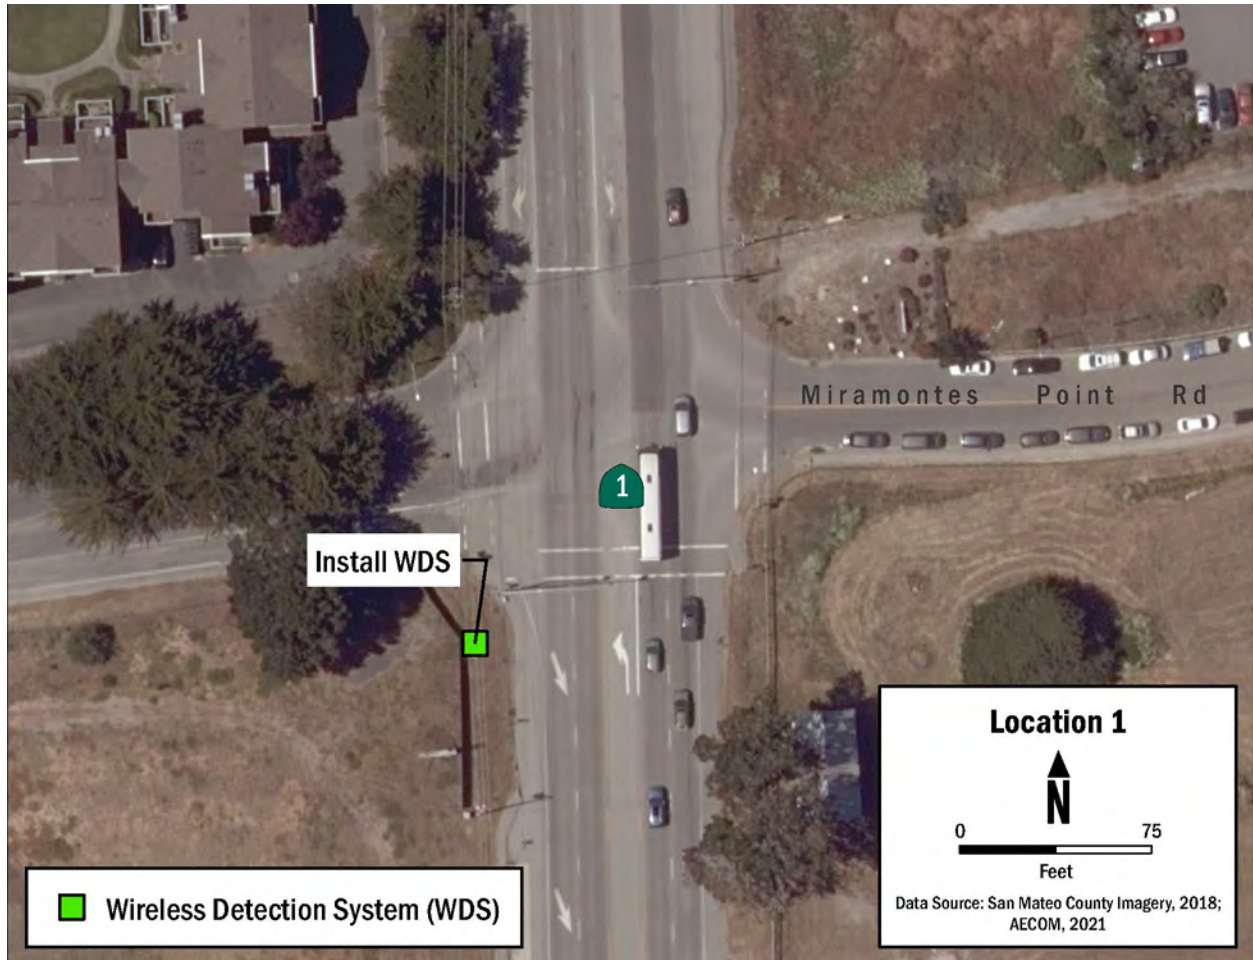 Miramontes Point Rd
1
Install WDS
Location 1
N
0 75
Feet
Data Source: San Mateo County Imagery, 2018;
AECOM, 2021
Wireless Detection System (WDS)